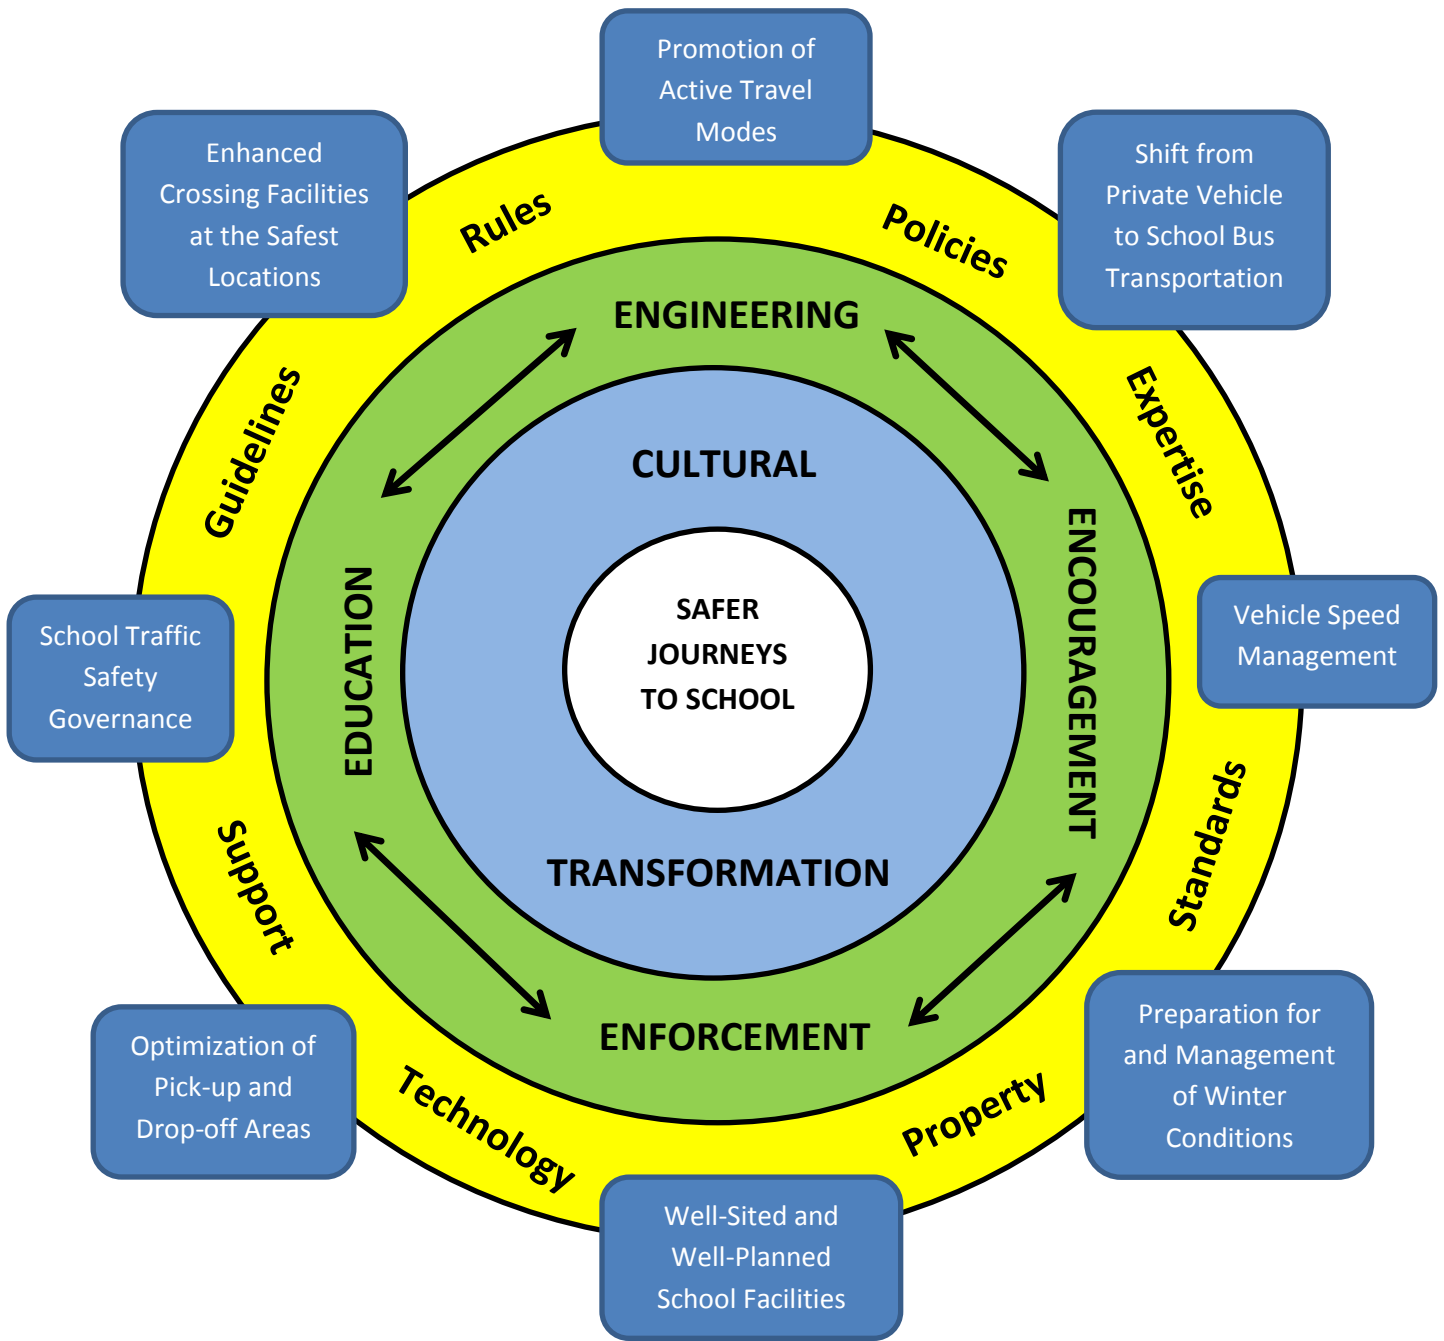 Promotion of
Active Travel
Modes
Enhanced
Crossing Facilities
at the Safest
Locations
Shift from
Private Vehicle
to School Bus
Transportation
Rules
Policies
ENGINEERING
Guidelines
Expertise
CULTURAL
EDUCATION
ENCOURAGEMENT
SAFER
JOURNEYS
TO SCHOOL
School Traffic
Safety
Governance
Vehicle Speed
Management
TRANSFORMATION
Support
Standards
ENFORCEMENT
Optimization of
Pick-up and
Drop-off Areas
Technology
Property
Preparation for
and Management
of Winter
Conditions
Well-Sited and
Well-Planned
School Facilities